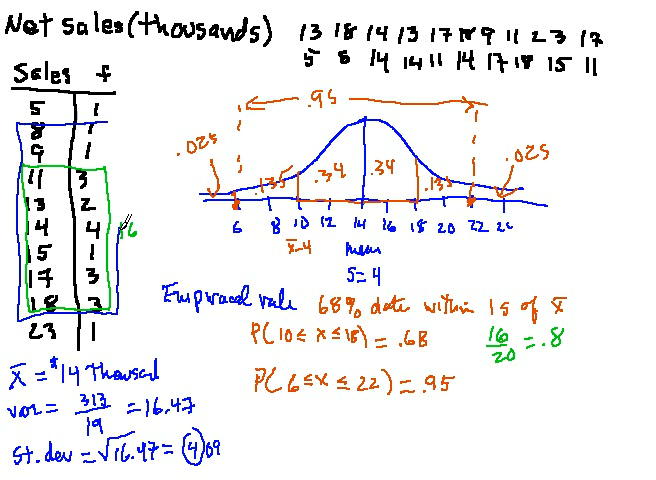 Net sales (thousands) 13 18 14 13 17 18 9 11 23 17
5 8 14 14 11 14 17 18 15 11
Sales f
5 1
8 1
9 1
11 3
13 2
14 4
15 1
17 3
18 3
23 1
16
.95
.025 .135 .34 .34 .135 .025
6 8 10 12 14 16 18 20 22 24
x̄-4 mean
S=4
Empirical rule 68% data within 1s of x̄
P(10 ≤ x ≤ 18) = .68
16/20 = .8
P(6 ≤ x ≤ 22) = .95
x̄ = $14 thousand
var = 313/19 = 16.47
St. dev = √16.47 = 4.09